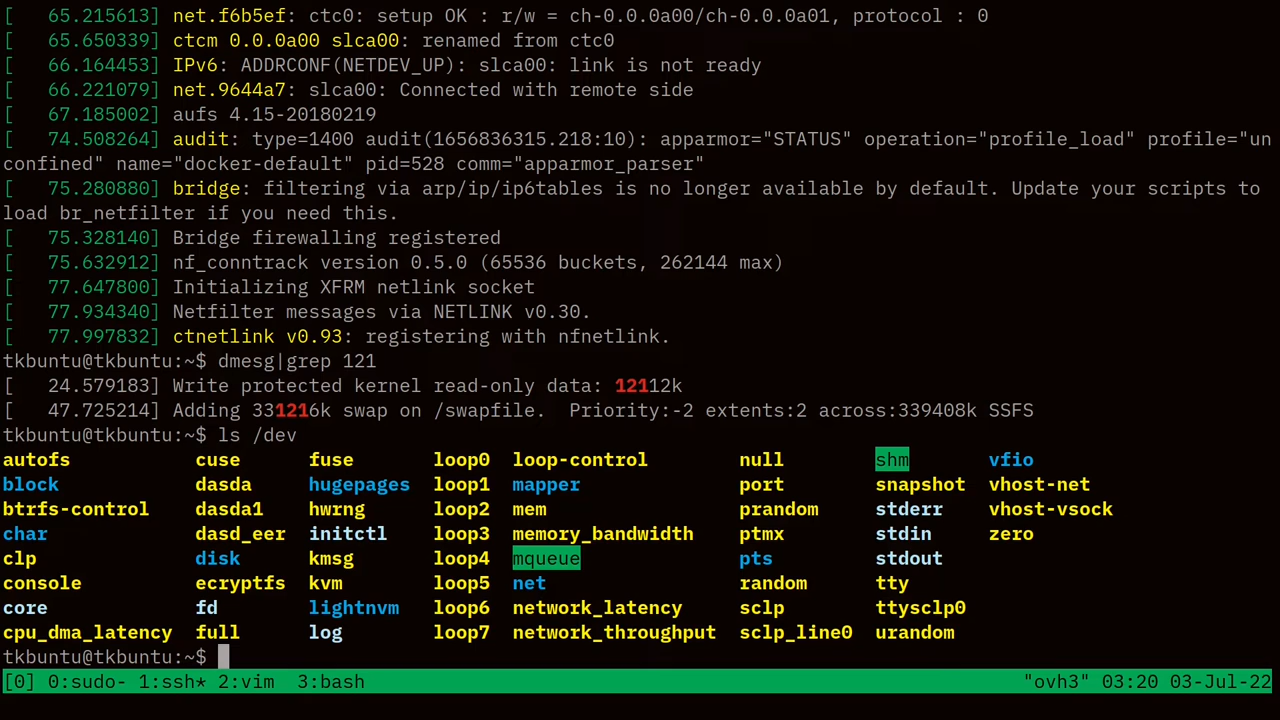 [   65.215613] net.f6b5ef: ctc0: setup OK : r/w = ch-0.0.0a00/ch-0.0.0a01, protocol : 0
[   65.650339] ctcm 0.0.0a00 slca00: renamed from ctc0
[   66.164453] IPv6: ADDRCONF(NETDEV_UP): slca00: link is not ready
[   66.221079] net.9644a7: slca00: Connected with remote side
[   67.185002] aufs 4.15-20180219
[   74.508264] audit: type=1400 audit(1656836315.218:10): apparmor="STATUS" operation="profile_load" profile="un
confined" name="docker-default" pid=528 comm="apparmor_parser"
[   75.280880] bridge: filtering via arp/ip/ip6tables is no longer available by default. Update your scripts to
load br_netfilter if you need this.
[   75.328140] Bridge firewalling registered
[   75.632912] nf_conntrack version 0.5.0 (65536 buckets, 262144 max)
[   77.647800] Initializing XFRM netlink socket
[   77.934340] Netfilter messages via NETLINK v0.30.
[   77.997832] ctnetlink v0.93: registering with nfnetlink.
tkbuntu@tkbuntu:~$ dmesg|grep 121
[   24.579183] Write protected kernel read-only data: 12112k
[   47.725214] Adding 331216k swap on /swapfile.  Priority:-2 extents:2 across:339408k SSFS
tkbuntu@tkbuntu:~$ ls /dev
autofs           cuse      fuse       loop0  loop-control        null        shm       vfio
block            dasda     hugepages  loop1  mapper              port        snapshot  vhost-net
btrfs-control    dasda1    hwrng      loop2  mem                 prandom     stderr    vhost-vsock
char             dasd_eer  initctl    loop3  memory_bandwidth    ptmx        stdin     zero
clp              disk      kmsg       loop4  mqueue              pts         stdout
console          ecryptfs  kvm        loop5  net                 random      tty
core             fd        lightnvm   loop6  network_latency     sclp        ttysclp0
cpu_dma_latency  full      log        loop7  network_throughput  sclp_line0  urandom
tkbuntu@tkbuntu:~$
[0] 0:sudo- 1:ssh* 2:vim  3:bash "ovh3" 03:20 03-Jul-22